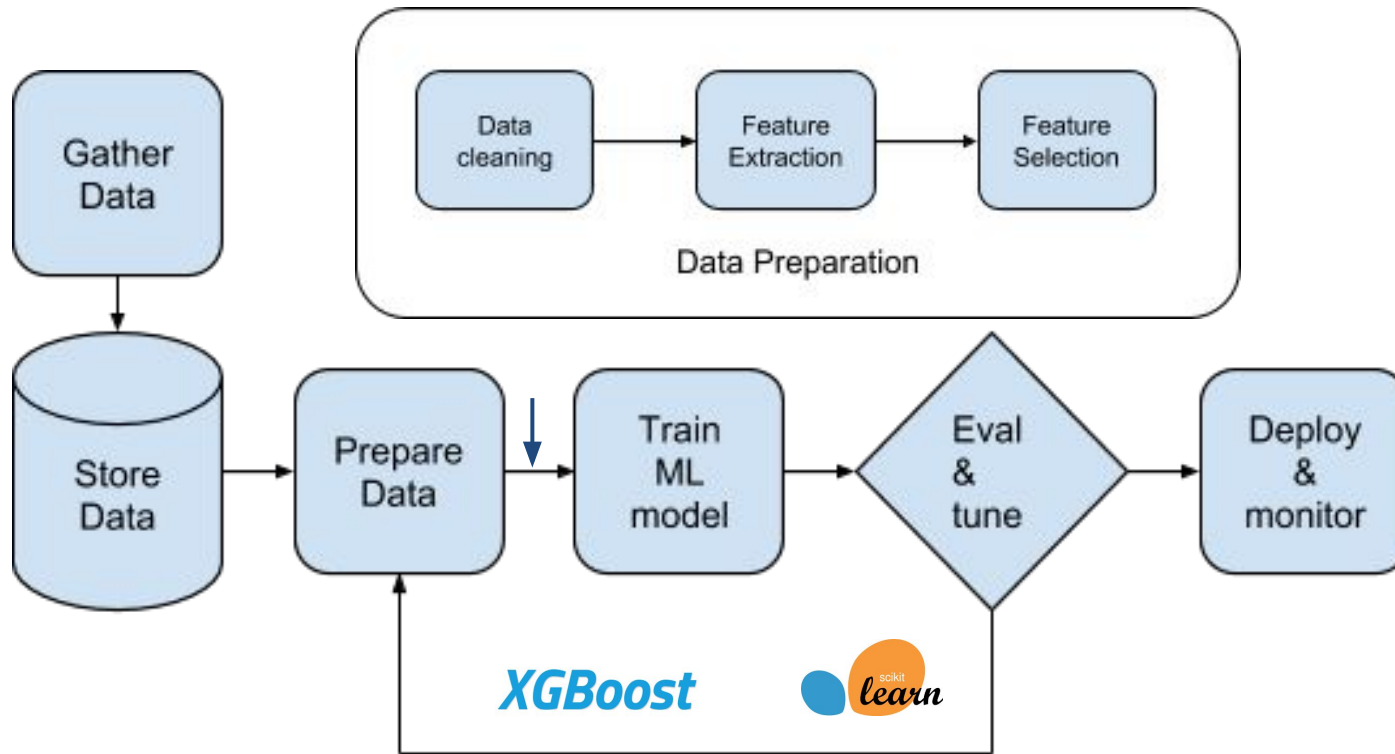 Data
cleaning
Feature
Extraction
Feature
Selection
Data Preparation
Gather
Data
Store
Data
Prepare
Data
Train
ML
model
Eval
&
tune
Deploy
&
monitor
XGBoost
scikit
learn